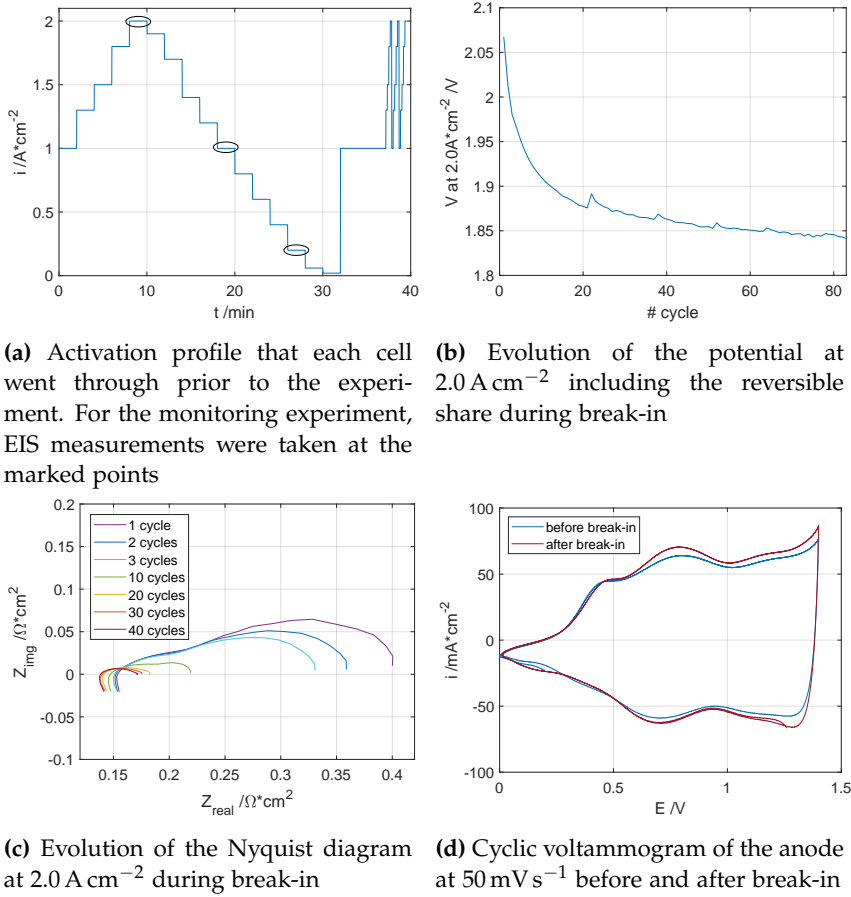 2
1.5
1
0.5
0
0 10 20 30 40
i /A*cm-2
t /min
2.1
2.05
2
1.95
1.9
1.85
1.8
0 20 40 60 80
V at 2.0A*cm-2 /V
# cycle
(a) Activation profile that each cell
went through prior to the experi-
ment. For the monitoring experiment,
EIS measurements were taken at the
marked points
(b) Evolution of the potential at
2.0 A cm−2 including the reversible
share during break-in
0.2
0.15
0.1
0.05
0
-0.05
-0.1
0.15 0.2 0.25 0.3 0.35 0.4
Zimg /Ω*cm2
Zreal /Ω*cm2
1 cycle
2 cycles
3 cycles
10 cycles
20 cycles
30 cycles
40 cycles
100
50
0
-50
-100
0 0.5 1 1.5
i /mA*cm-2
E /V
before break-in
after break-in
(c) Evolution of the Nyquist diagram
at 2.0 A cm−2 during break-in
(d) Cyclic voltammogram of the anode
at 50 mV s−1 before and after break-in